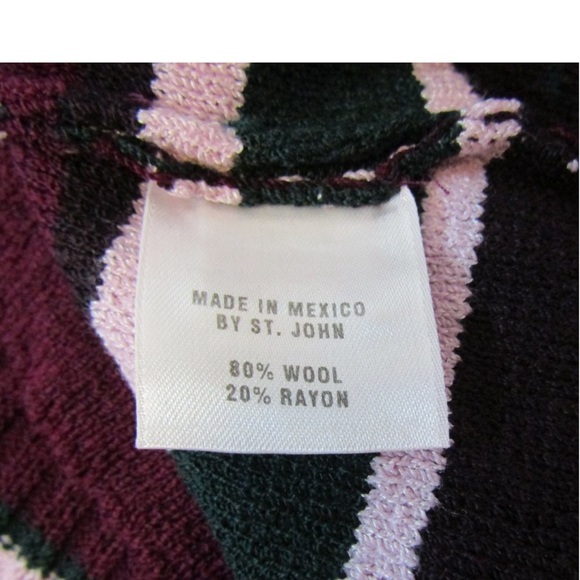 MADE IN MEXICO
BY ST. JOHN
80% WOOL
20% RAYON